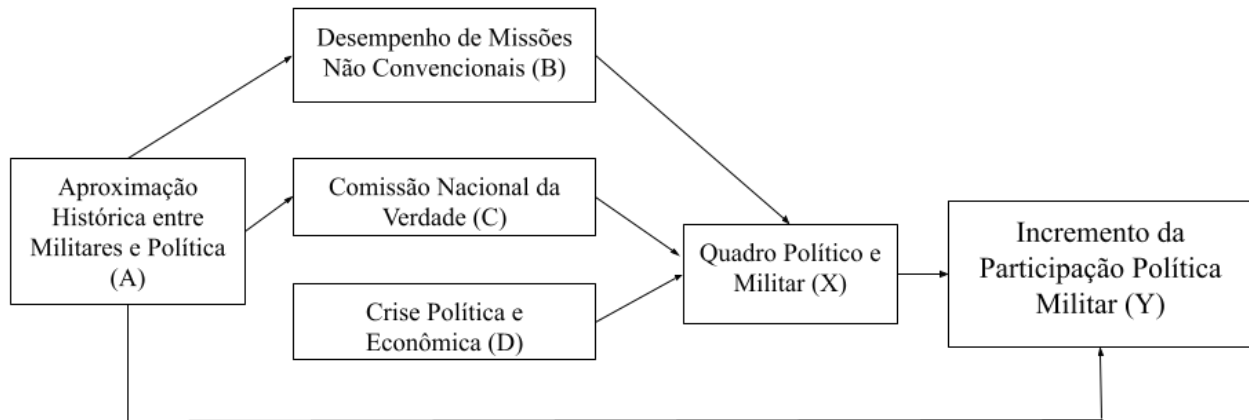 Desempenho de Missões
Não Convencionais (B)
Aproximação
Histórica entre
Militares e Política
(A)
Comissão Nacional da
Verdade (C)
Crise Política e
Econômica (D)
Quadro Político e
Militar (X)
Incremento da
Participação Política
Militar (Y)